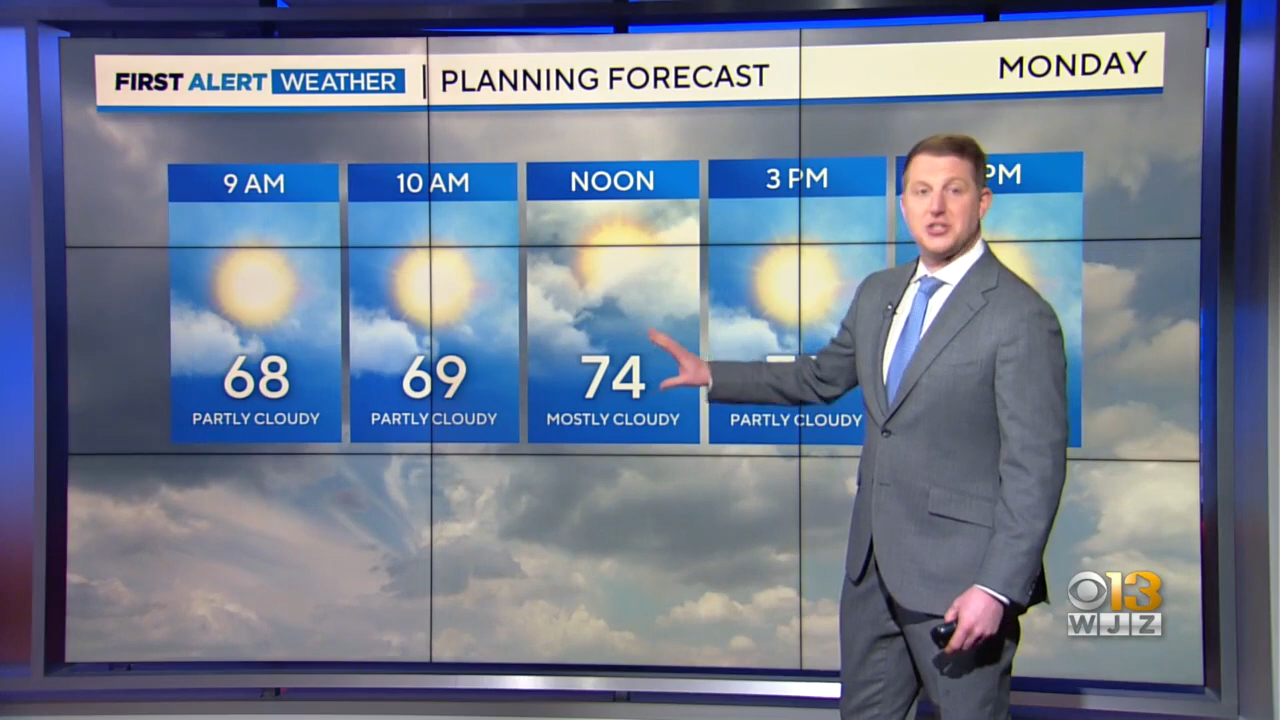 FIRST ALERT WEATHER PLANNING FORECAST MONDAY
9 AM 10 AM NOON 3 PM PM
68 69 74
PARTLY CLOUDY PARTLY CLOUDY MOSTLY CLOUDY PARTLY CLOUDY
13
WJZ